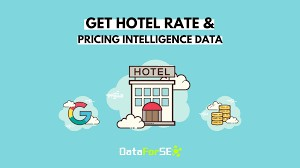 GET HOTEL RATE &
PRICING INTELLIGENCE DATA
HOTEL
G
DataForSEO